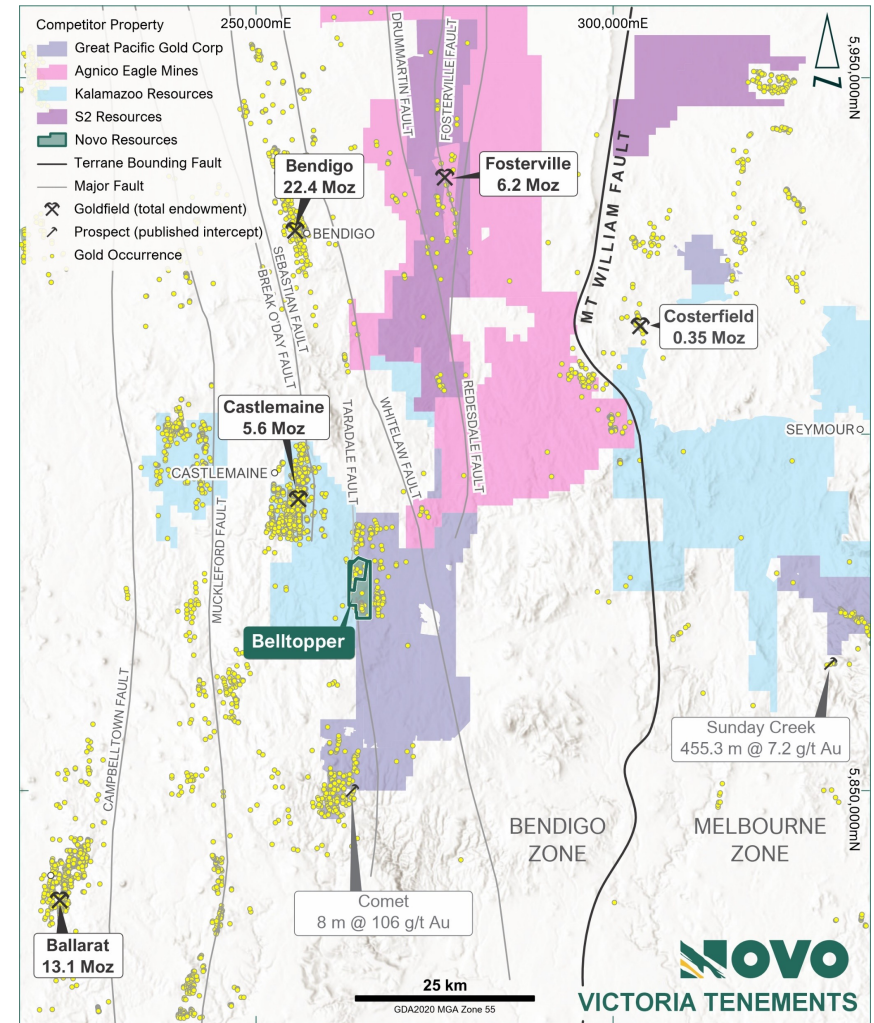 Competitor Property
Great Pacific Gold Corp
Agnico Eagle Mines
Kalamazoo Resources
S2 Resources
Novo Resources
Terrane Bounding Fault
Major Fault
Goldfield (total endowment)
Prospect (published intercept)
Gold Occurrence
250,000mE
300,000mE
5,950,000mN
5,850,000mN
Z
DRUMMARTIN FAULT
FOSTERVILLE FAULT
MT WILLIAM FAULT
Bendigo
22.4 Moz
BENDIGO
Fosterville
6.2 Moz
Costerfield
0.35 Moz
SEBASTIAN FAULT
BREAK O'DAY FAULT
Castlemaine
5.6 Moz
CASTLEMAINE
TARADALE FAULT
WHITELAW FAULT
REDESDALE FAULT
SEYMOUR
MUCKLEFORD FAULT
Belltopper
CAMPBELLTOWN FAULT
Sunday Creek
455.3 m @ 7.2 g/t Au
BENDIGO
ZONE
MELBOURNE
ZONE
Comet
8 m @ 106 g/t Au
Ballarat
13.1 Moz
25 km
GDA2020 MGA Zone 55
NOVO
VICTORIA TENEMENTS